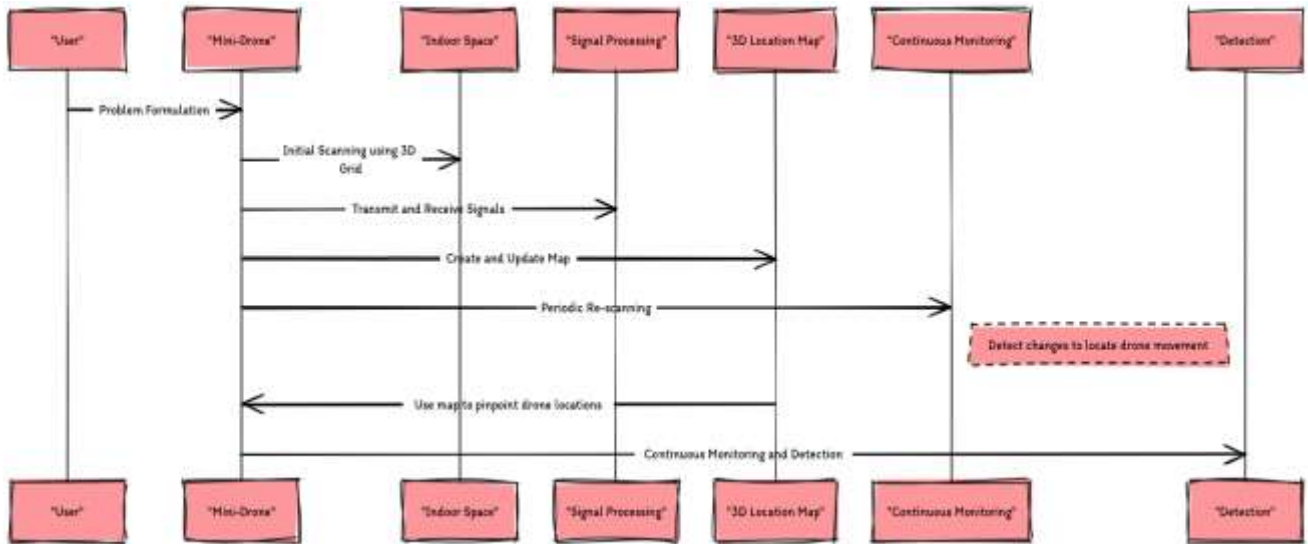 "User"
"Mini-Drone"
"Indoor Space"
"Signal Processing"
"3D Location Map"
"Continuous Monitoring"
"Detection"
Problem Formulation
Initial Scanning using 3D
Grid
Transmit and Receive Signals
Create and Update Map
Periodic Re-scanning
Detect changes to locate drone movement
Use map to pinpoint drone locations
Continuous Monitoring and Detection
"User"
"Mini-Drone"
"Indoor Space"
"Signal Processing"
"3D Location Map"
"Continuous Monitoring"
"Detection"